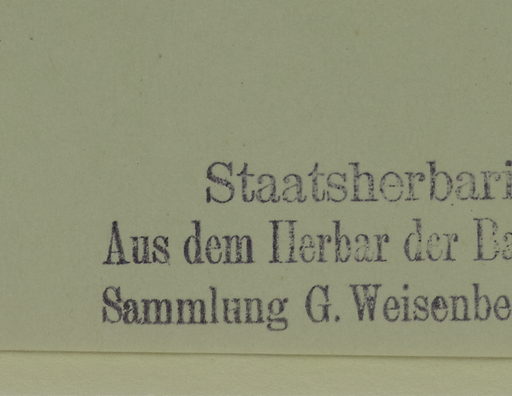 Staatsherbari
Aus dem Herbar der Ba
Sammlung G. Weisenbe